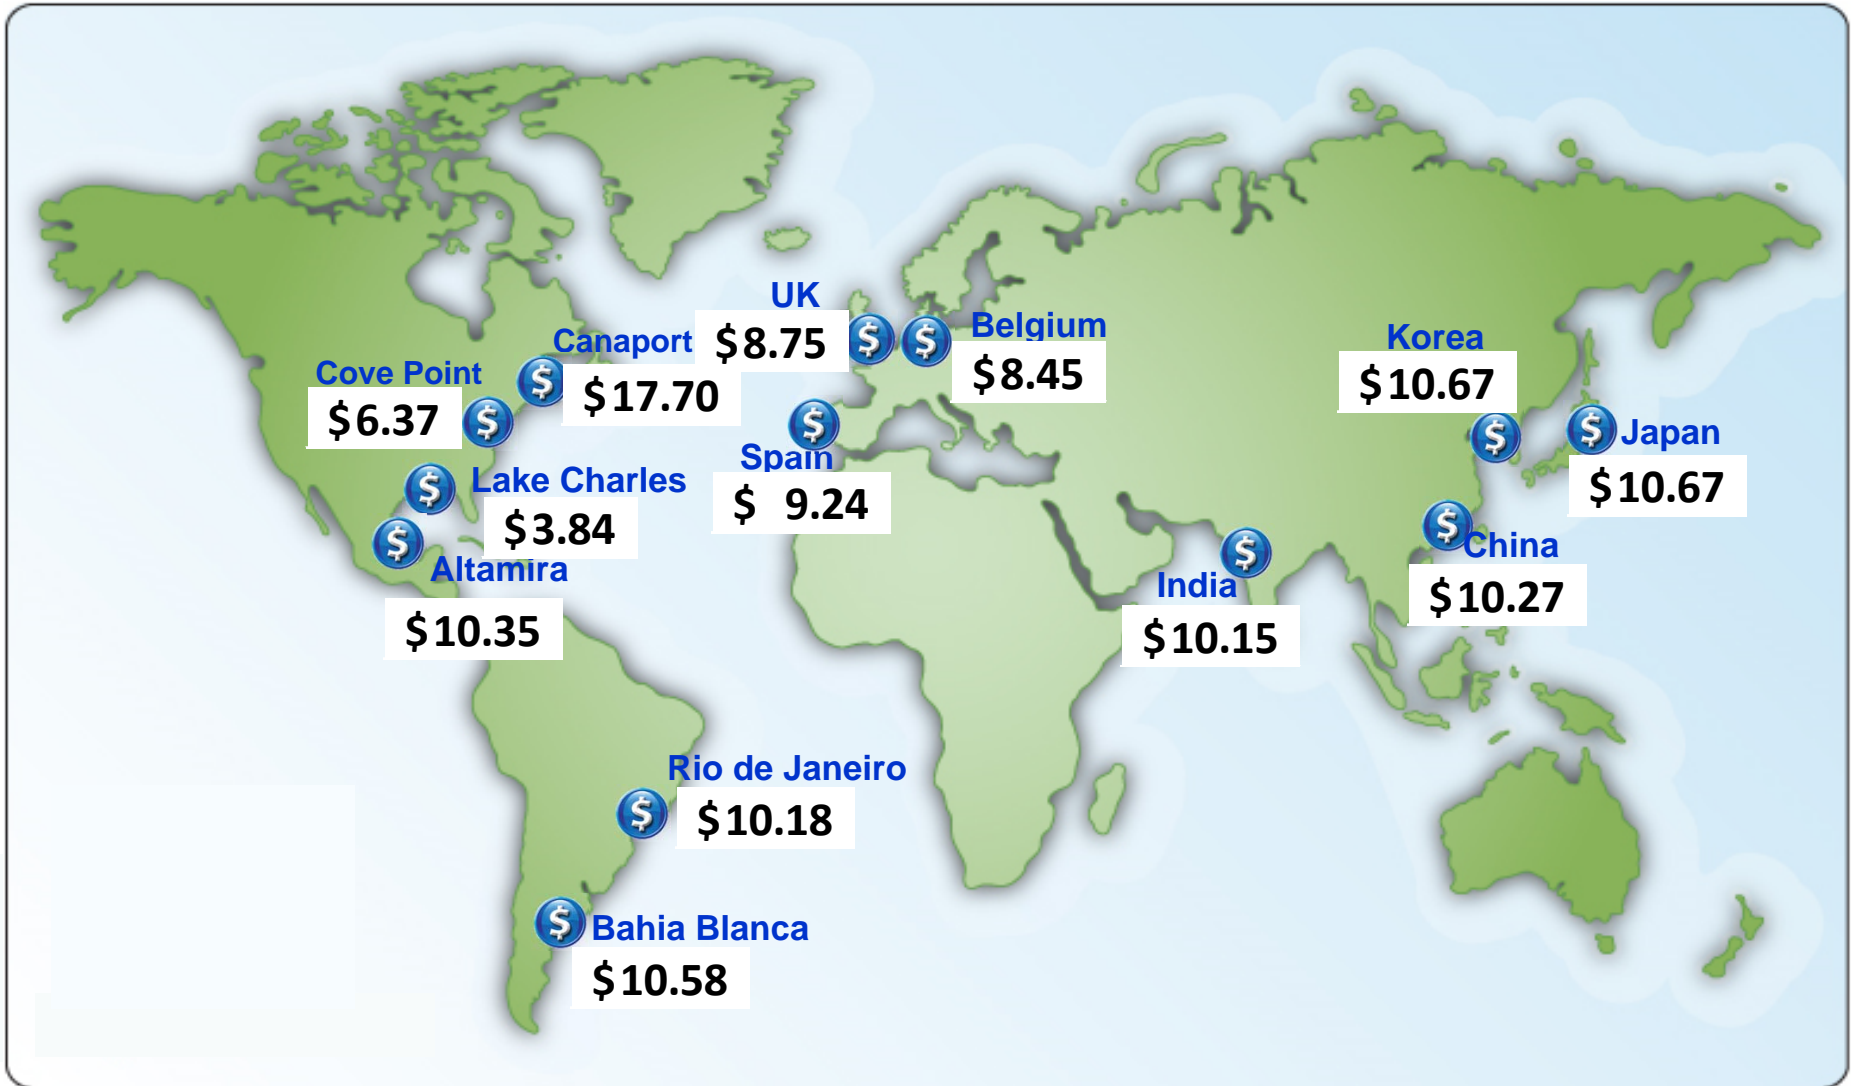 UK
$8.75
Belgium
$8.45
Canaport
$17.70
Cove Point
$6.37
Korea
$10.67
Japan
$10.67
Spain
$ 9.24
Lake Charles
$3.84
Altamira
$10.35
China
$10.27
India
$10.15
Rio de Janeiro
$10.18
Bahia Blanca
$10.58